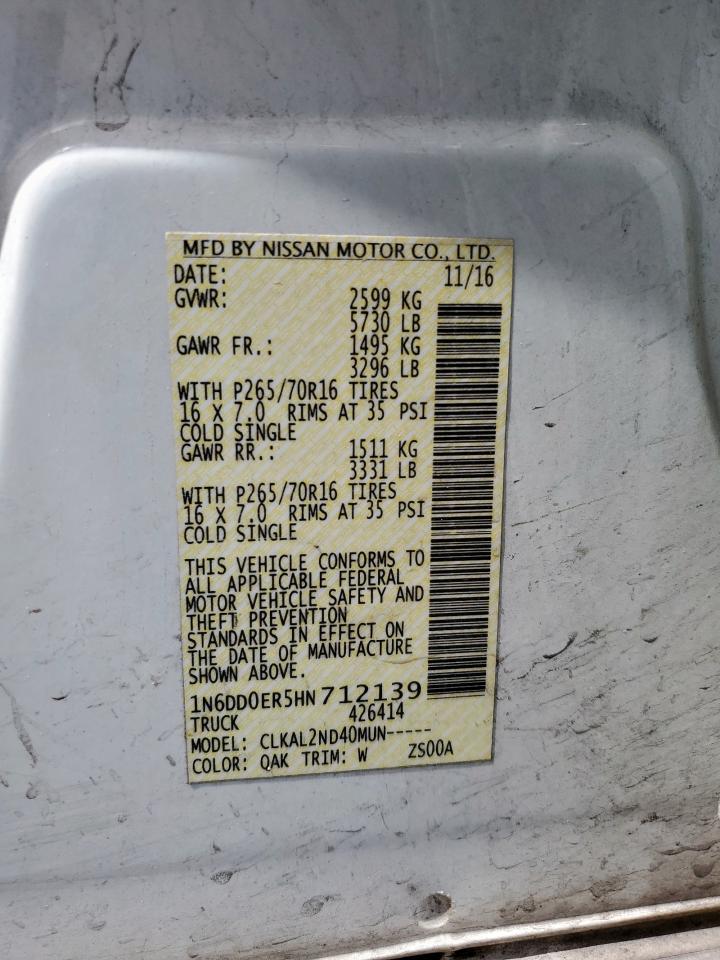 MFD BY NISSAN MOTOR CO., LTD.
DATE: 11/16
GVWR: 2599 KG
5730 LB
GAWR FR.: 1495 KG
3296 LB
WITH P265/70R16 TIRES
16 X 7.0 RIMS AT 35 PSI
COLD SINGLE
GAWR RR.: 1511 KG
3331 LB
WITH P265/70R16 TIRES
16 X 7.0 RIMS AT 35 PSI
COLD SINGLE
THIS VEHICLE CONFORMS TO
ALL APPLICABLE FEDERAL
MOTOR VEHICLE SAFETY AND
THEFT PREVENTION
STANDARDS IN EFFECT ON
THE DATE OF MANUFACTURE
SHOWN ABOVE.
1N6DD0ER5HN712139
TRUCK 426414
MODEL: CLKAL2ND40MUN-----
COLOR: QAK TRIM: W ZS00A